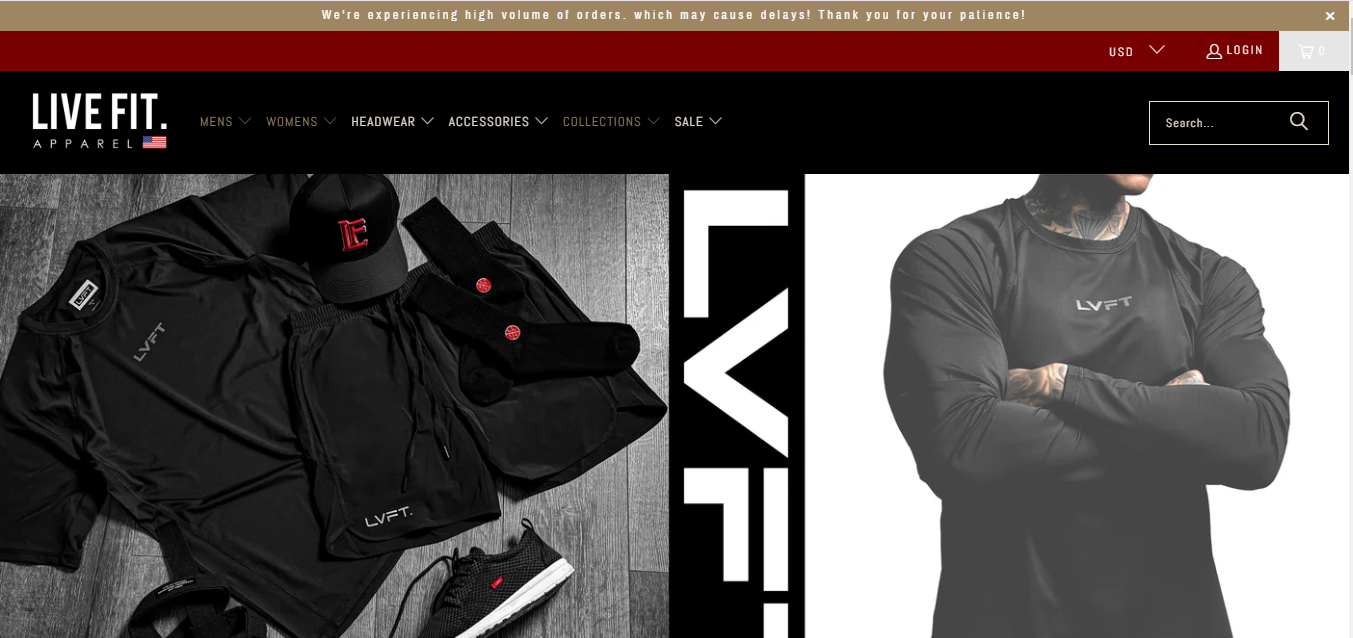 We're experiencing high volume of orders. which may cause delays! Thank you for your patience!
USD LOGIN 0
LIVE FIT.
APPAREL
MENS WOMENS HEADWEAR ACCESSORIES COLLECTIONS SALE
Search...
LVFT
LVFT
LVFT.
LVFT
LVFT